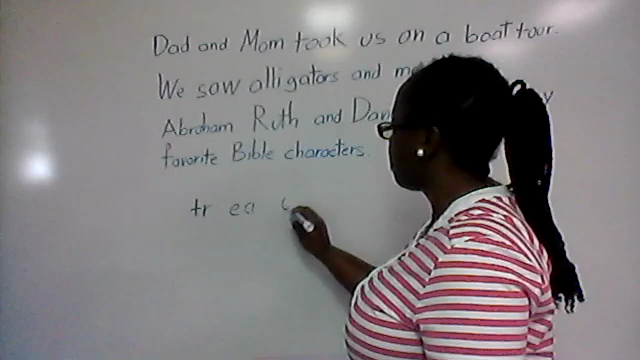 Dad and Mom took us on a boat tour.
We saw alligators and
Abraham Ruth and
favorite Bible characters.
tr ea